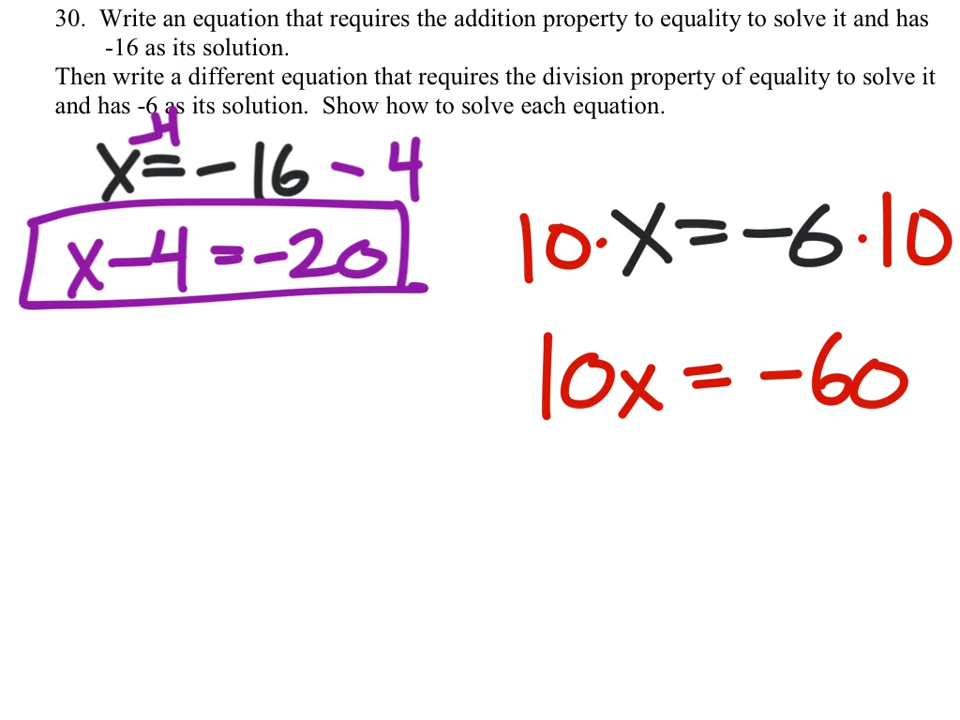 30. Write an equation that requires the addition property to equality to solve it and has
-16 as its solution.
Then write a different equation that requires the division property of equality to solve it
and has -6 as its solution. Show how to solve each equation.
-4
x = -16 - 4
x-4 = -20
10·x = -6·10
10x = -60